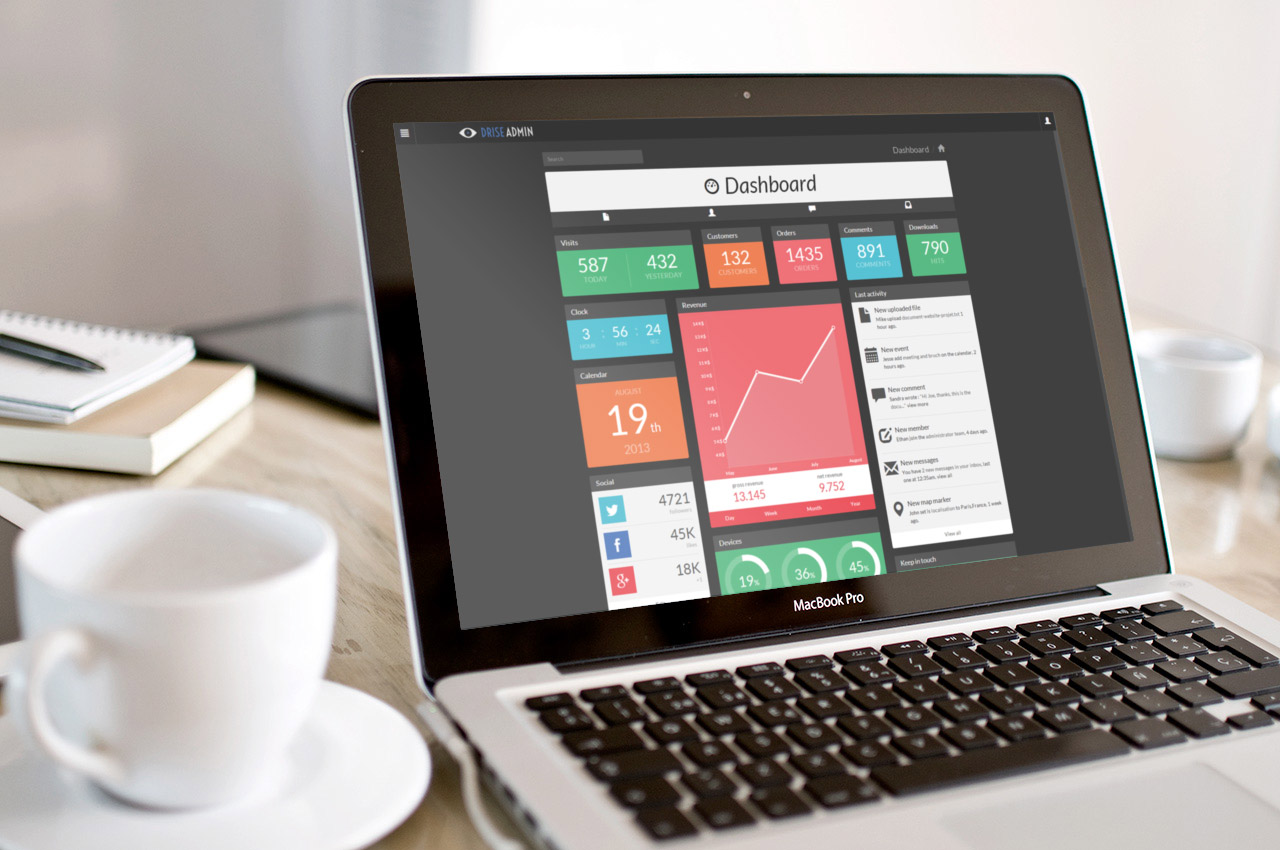 DRISE ADMIN
Search
Dashboard /
Dashboard
Visits
587
TODAY
432
YESTERDAY
Customers
132
CUSTOMERS
Orders
1435
ORDERS
Comments
891
COMMENTS
Downloads
790
HITS
Clock
3 : 56 : 24
Calendar
AUGUST
19th
2013
Social
4721
followers
45K
likes
18K
+1
Revenue
May June July August
gross revenue
13.145
net revenue
9.752
Day Week Month Year
Devices
19%
36%
45%
Last activity
New uploaded file
Mike upload document-website-projet.txt 1
hour ago.
New event
Jesse add meeting and bruch on the calendar. 2
hours ago.
New comment
Sandra wrote : "Hi, Joe, thanks, this is the
docu..." view more
New member
Ethan join the administrator team. 4 days ago.
New messages
You have 2 new messages in your inbox, last
one at 12:35am. view all
New map marker
John set is localisation to Paris,France. 1 week
ago.
View all
Keep in touch
MacBook Pro